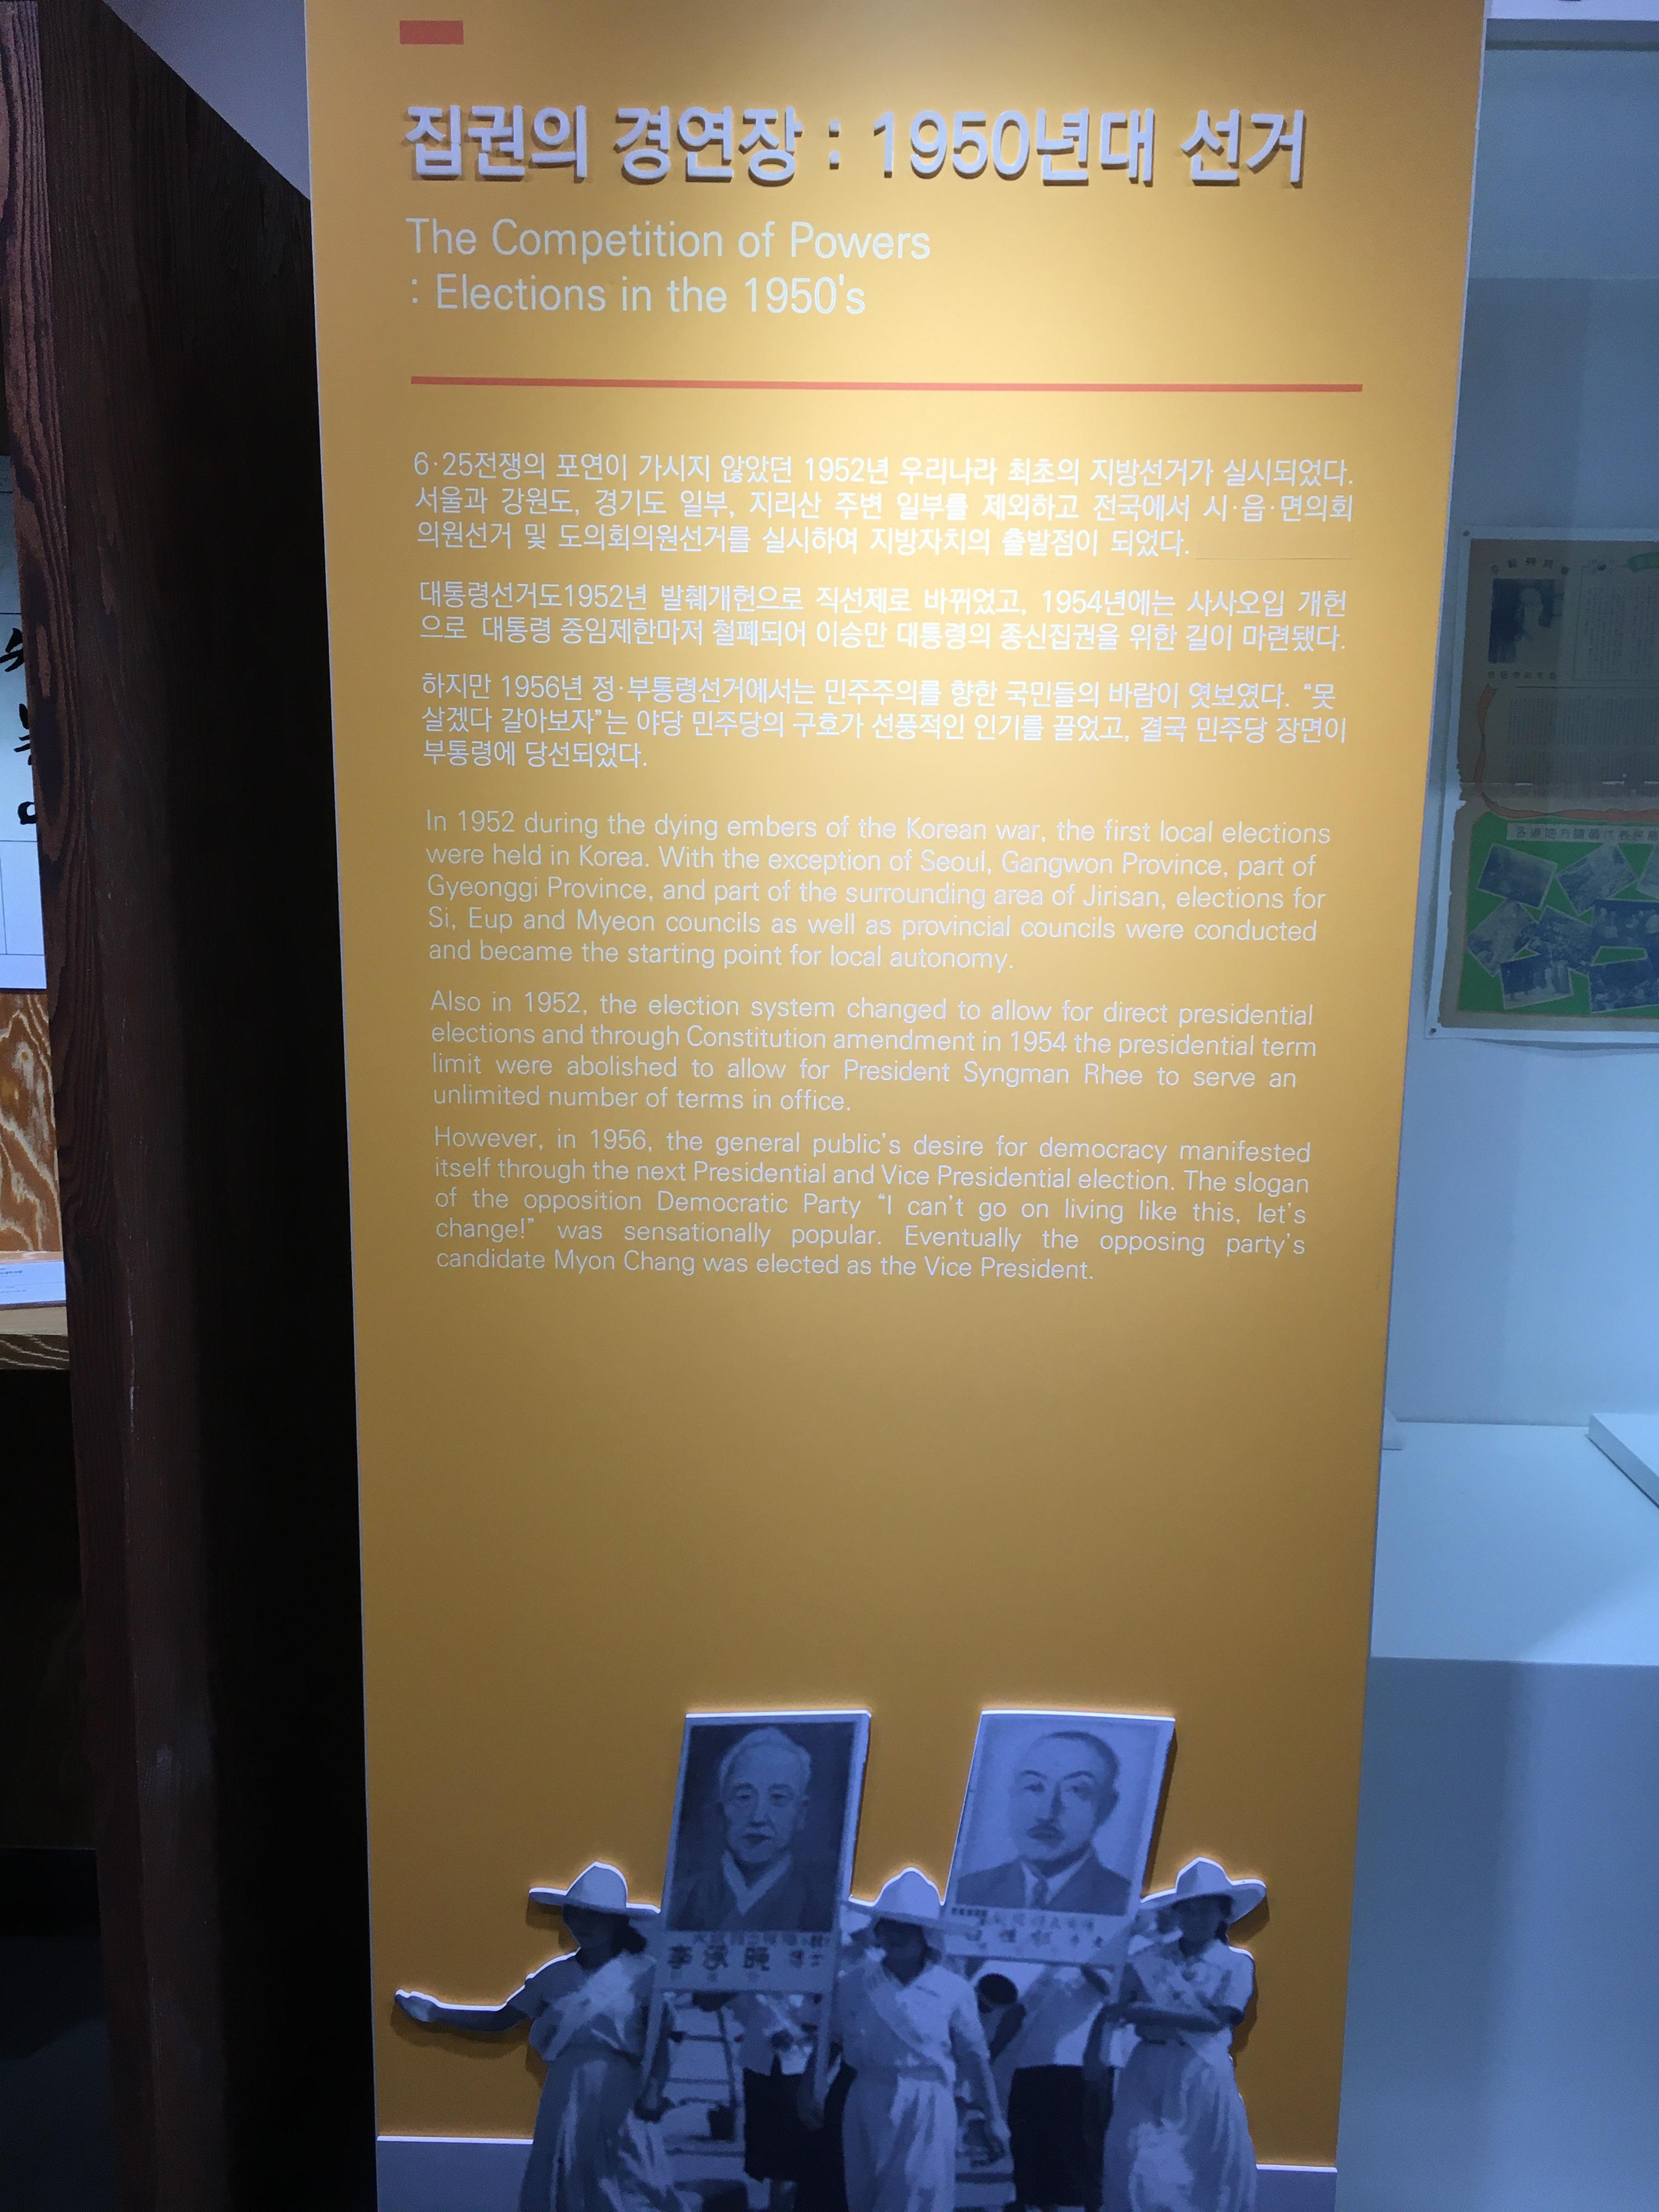 집권의 경연장 : 1950년대 선거
The Competition of Powers
: Elections in the 1950's
6·25전쟁의 포연이 가시지 않았던 1952년 우리나라 최초의 지방선거가 실시되었다.
서울과 강원도, 경기도 일부, 지리산 주변 일부를 제외하고 전국에서 시·읍·면의회
의원선거 및 도의회의원선거를 실시하여 지방자치의 출발점이 되었다.
대통령선거도1952년 발췌개헌으로 직선제로 바뀌었고, 1954년에는 사사오입 개헌
으로 대통령 중임제한마저 철폐되어 이승만 대통령의 종신집권을 위한 길이 마련됐다.
하지만 1956년 정·부통령선거에서는 민주주의를 향한 국민들의 바람이 엿보였다. “못
살겠다 갈아보자”는 야당 민주당의 구호가 선풍적인 인기를 끌었고, 결국 민주당 장면이
부통령에 당선되었다.
In 1952 during the dying embers of the Korean war, the first local elections
were held in Korea. With the exception of Seoul, Gangwon Province, part of
Gyeonggi Province, and part of the surrounding area of Jirisan, elections for
Si, Eup and Myeon councils as well as provincial councils were conducted
and became the starting point for local autonomy.
Also in 1952, the election system changed to allow for direct presidential
elections and through Constitution amendment in 1954 the presidential term
limit were abolished to allow for President Syngman Rhee to serve an
unlimited number of terms in office.
However, in 1956, the general public's desire for democracy manifested
itself through the next Presidential and Vice Presidential election. The slogan
of the opposition Democratic Party “I can't go on living like this, let's
change!” was sensationally popular. Eventually the opposing party's
candidate Myon Chang was elected as the Vice President.
李承晩